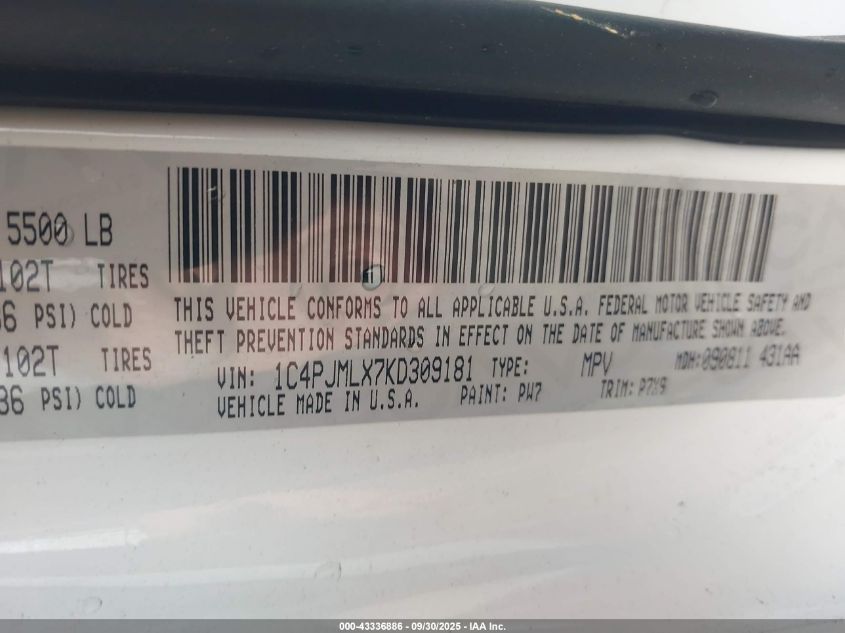 5500 LB
102T TIRES
36 PSI) COLD
102T TIRES
36 PSI) COLD
THIS VEHICLE CONFORMS TO ALL APPLICABLE U.S.A. FEDERAL MOTOR VEHICLE SAFETY AND
THEFT PREVENTION STANDARDS IN EFFECT ON THE DATE OF MANUFACTURE SHOWN ABOVE.
VIN: 1C4PJMLX7KD309181 TYPE: MPV MDH:090811 431AA
VEHICLE MADE IN U.S.A. PAINT: PW7 TRIM: P7X9
000-43336886 - 09/30/2025 - IAA Inc.